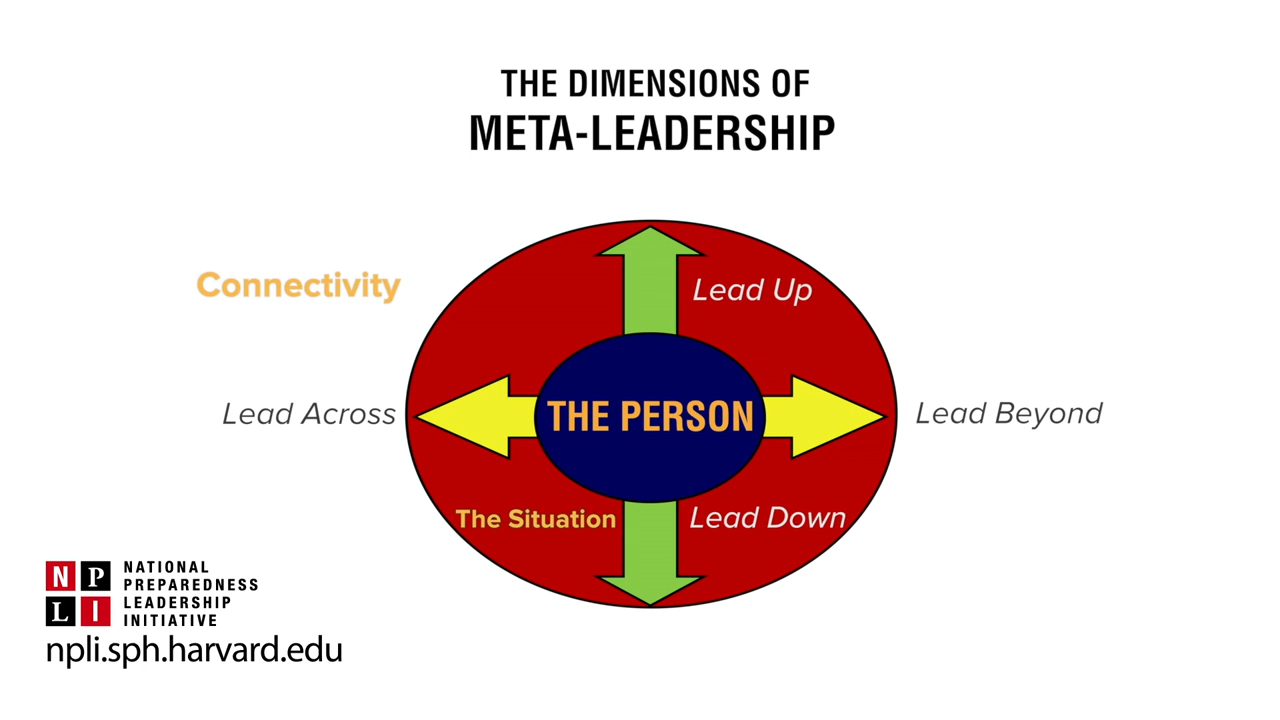 THE DIMENSIONS OF
META-LEADERSHIP
Connectivity
Lead Up
Lead Across
THE PERSON
Lead Beyond
The Situation
Lead Down
N P
L I
NATIONAL
PREPAREDNESS
LEADERSHIP
INITIATIVE
npli.sph.harvard.edu